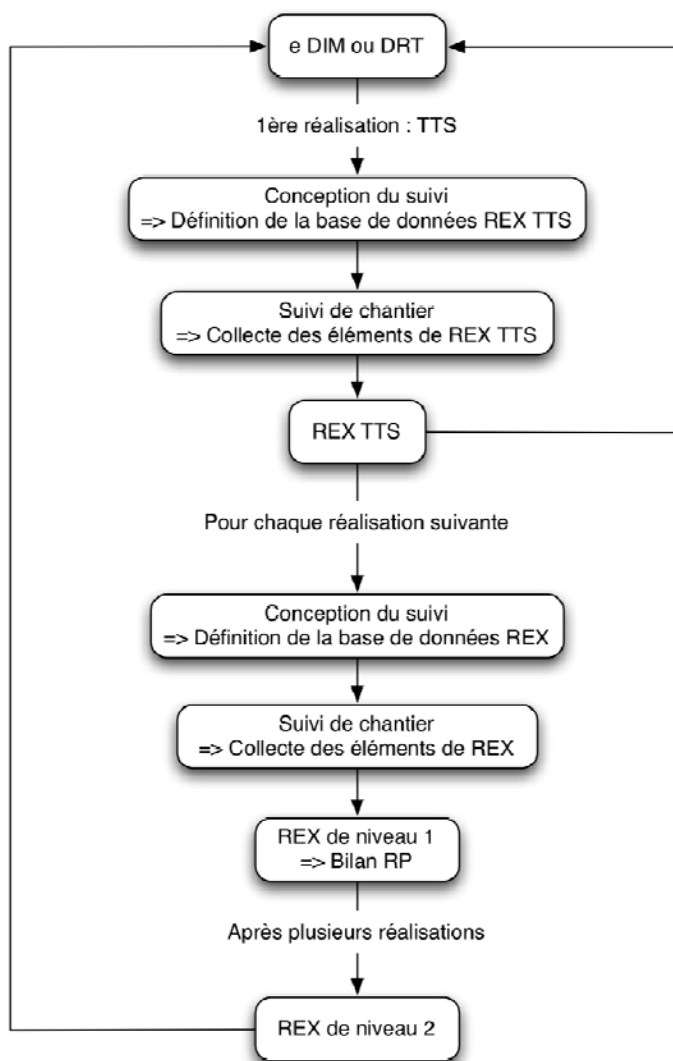 e DIM ou DRT
1ère réalisation : TTS
Conception du suivi
=> Définition de la base de données REX TTS
Suivi de chantier
=> Collecte des éléments de REX TTS
REX TTS
Pour chaque réalisation suivante
Conception du suivi
=> Définition de la base de données REX
Suivi de chantier
=> Collecte des éléments de REX
REX de niveau 1
=> Bilan RP
Après plusieurs réalisations
REX de niveau 2